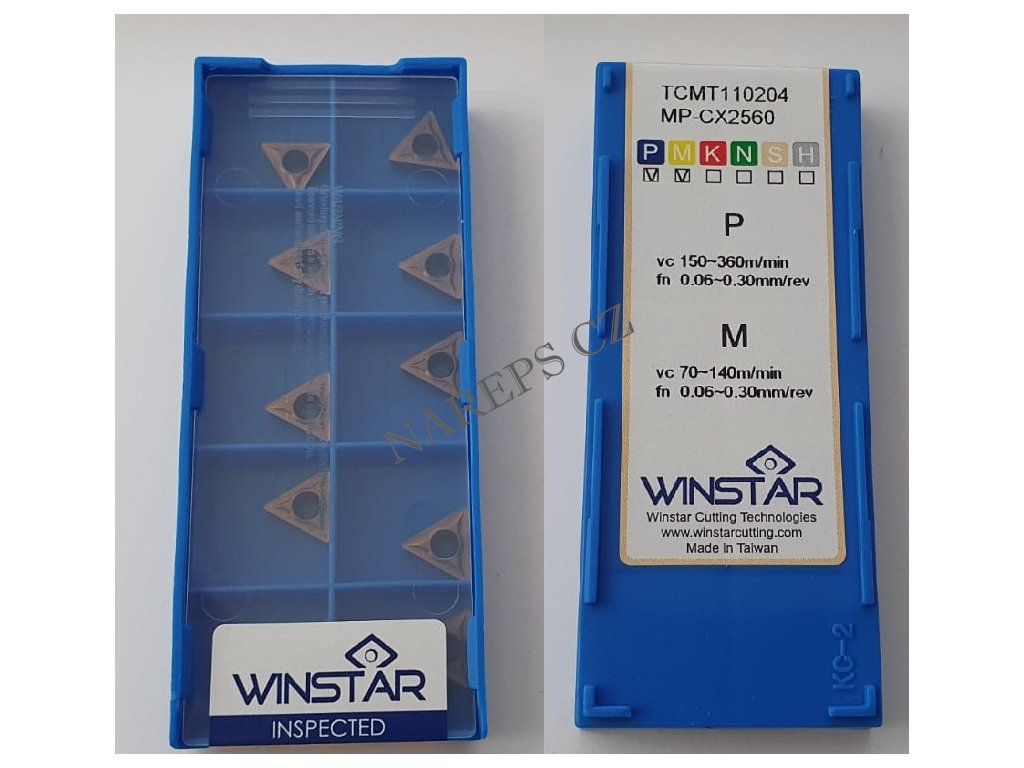 WARNING
WINSTAR
INSPECTED
NAREPS CZ
TCMT110204
MP-CX2560
P M K N S H
P
vc 150~360m/min
fn 0.06~0.30mm/rev
M
vc 70~140m/min
fn 0.06~0.30mm/rev
WINSTAR
Winstar Cutting Technologies
www.winstarcutting.com
Made in Taiwan
KC-2